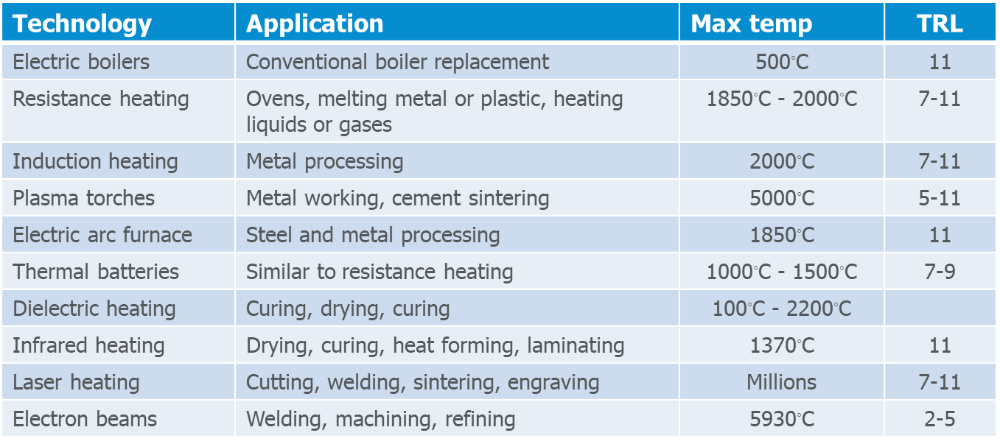 Technology Application Max temp TRL
Electric boilers Conventional boiler replacement 500°C 11
Resistance heating Ovens, melting metal or plastic, heating 1850°C - 2000°C 7-11
liquids or gases
Induction heating Metal processing 2000°C 7-11
Plasma torches Metal working, cement sintering 5000°C 5-11
Electric arc furnace Steel and metal processing 1850°C 11
Thermal batteries Similar to resistance heating 1000°C - 1500°C 7-9
Dielectric heating Curing, drying, curing 100°C - 2200°C
Infrared heating Drying, curing, heat forming, laminating 1370°C 11
Laser heating Cutting, welding, sintering, engraving Millions 7-11
Electron beams Welding, machining, refining 5930°C 2-5